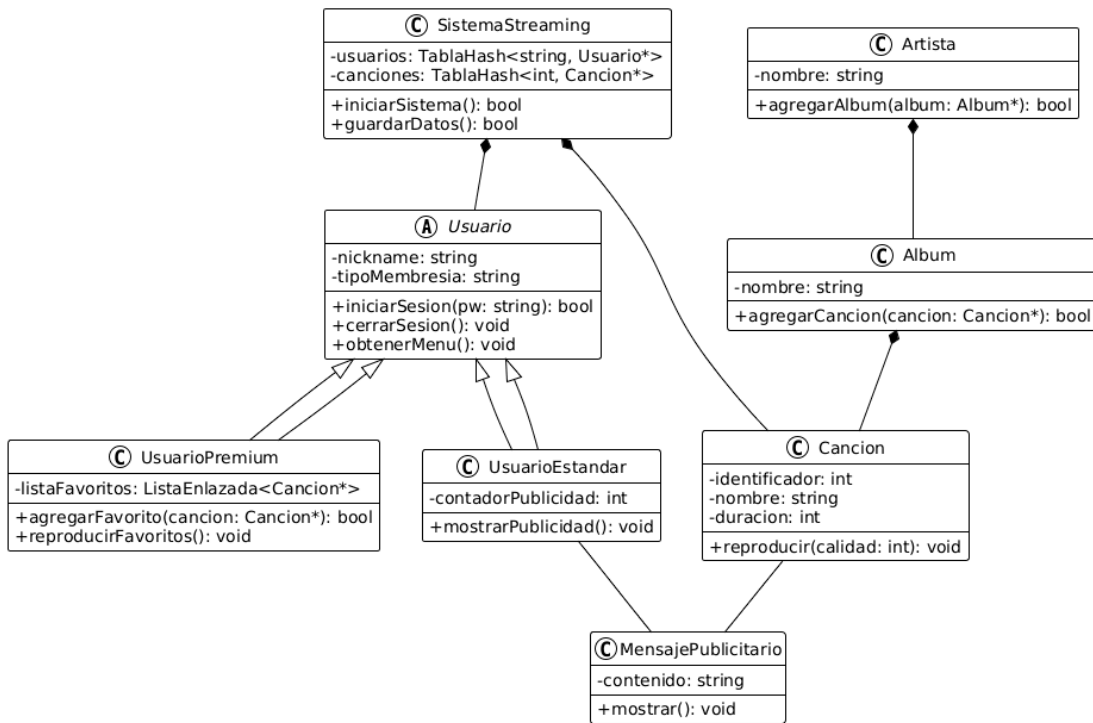 C SistemaStreaming
-usuarios: TablaHash<string, Usuario*>
-canciones: TablaHash<int, Cancion*>
+iniciarSistema(): bool
+guardarDatos(): bool
C Artista
-nombre: string
+agregarAlbum(album: Album*): bool
A Usuario
-nickname: string
-tipoMembresia: string
+iniciarSesion(pw: string): bool
+cerrarSesion(): void
+obtenerMenu(): void
C Album
-nombre: string
+agregarCancion(cancion: Cancion*): bool
C UsuarioPremium
-listaFavoritos: ListaEnlazada<Cancion*>
+agregarFavorito(cancion: Cancion*): bool
+reproducirFavoritos(): void
C UsuarioEstandar
-contadorPublicidad: int
+mostrarPublicidad(): void
C Cancion
-identificador: int
-nombre: string
-duracion: int
+reproducir(calidad: int): void
C MensajePublicitario
-contenido: string
+mostrar(): void